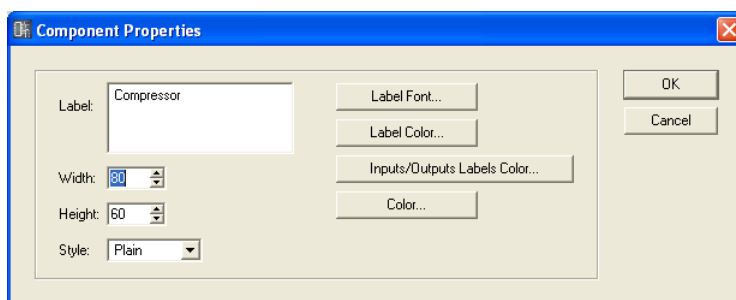 Component Properties
Label: Compressor
Label Font...
OK
Label Color...
Cancel
Inputs/Outputs Labels Color...
Width: 80
Height: 60
Color...
Style: Plain